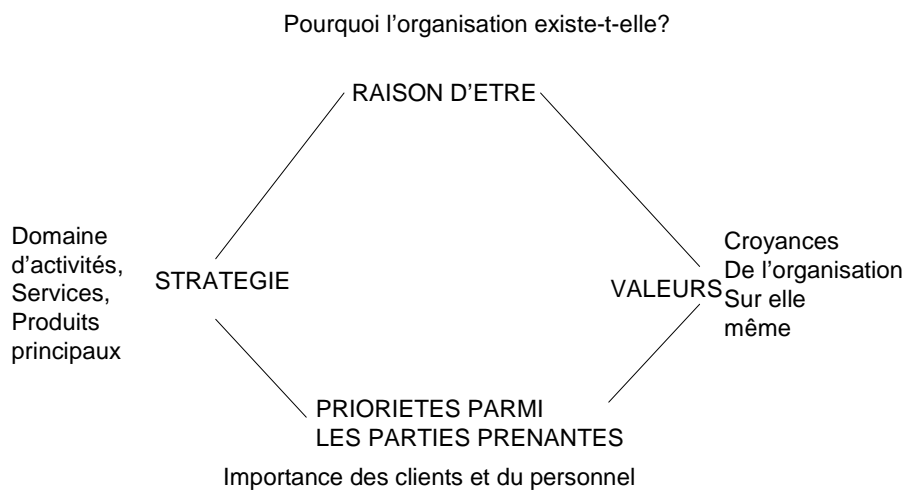 Pourquoi l'organisation existe-t-elle?
RAISON D'ETRE
Domaine
d'activités,
Services,
Produits
principaux
STRATEGIE
VALEURS
Croyances
De l'organisation
Sur elle
même
PRIORIETES PARMI
LES PARTIES PRENANTES
Importance des clients et du personnel